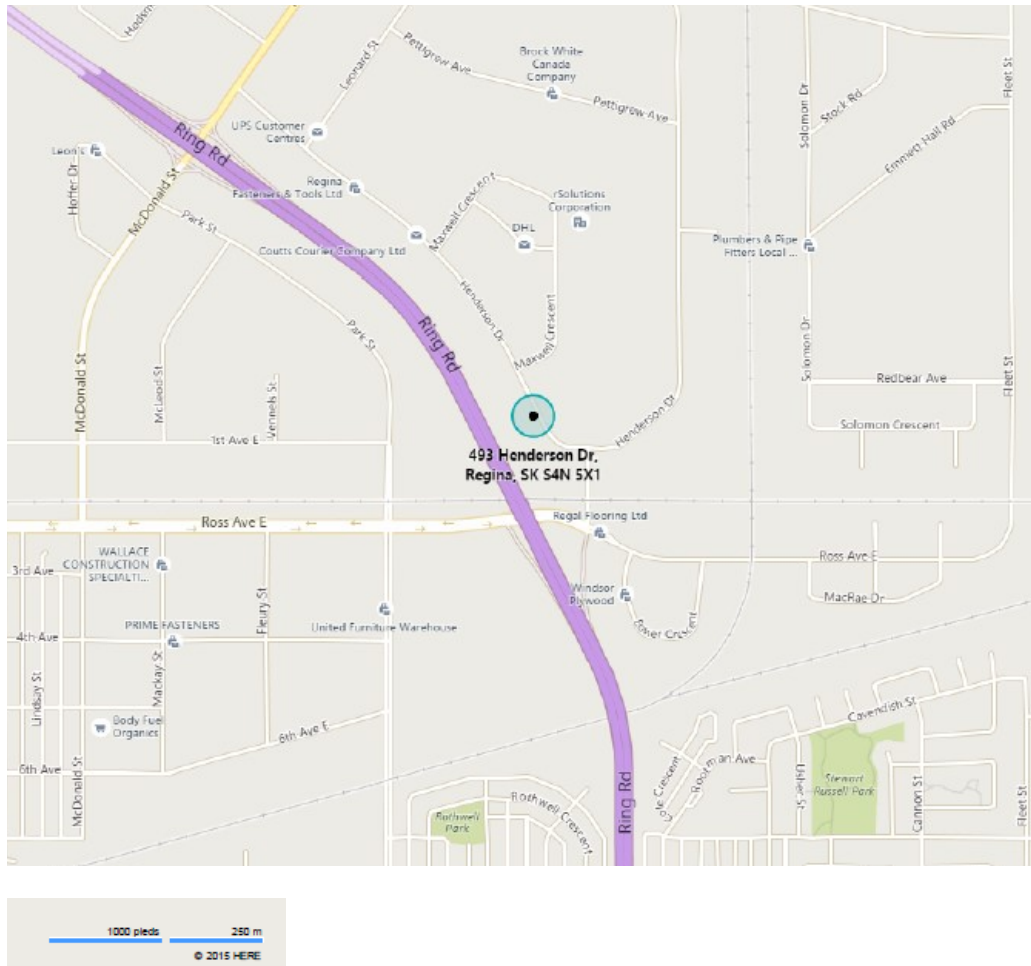 Hodsm
Leonard St
Pettigrew Ave
Brock White
Canada
Company
Pettigrew Ave
Solomon Dr
Stock Rd
Fleet St
Emmett Hall Rd
Ring Rd
UPS Customer
Centres
Leon's
Hoffer Dr
McDonald St
Park St
Regina
Fasteners & Tools Ltd
Maxwell Crescent
rSolutions
Corporation
DHL
Coutts Courier Company Ltd
Plumbers & Pipe
Fitters Local ...
Henderson Dr
Maxwell Crescent
Ring Rd
Park St
McDonald St
McLeod St
Vennels St
Solomon Dr
Redbear Ave
Fleet St
Henderson Dr
Solomon Crescent
1st Ave E
493 Henderson Dr,
Regina, SK S4N 5X1
Ross Ave E
Regal Flooring Ltd
Ross Ave E
WALLACE
CONSTRUCTION
SPECIALTI...
3rd Ave
Fleury St
Windsor
Plywood
MacRae Dr
PRIME FASTENERS
United Furniture Warehouse
Tower Crescent
4th Ave
Lindsay St
Mackay St
Body Fuel
Organics
6th Ave E
6th Ave
McDonald St
Cavendish St
Cole Crescent
Rootman Ave
Usher St
Stewart
Russell Park
Cannon St
Fleet St
Ring Rd
Rothwell
Park
Rothwell Crescent
1000 pieds
250 m
© 2015 HERE